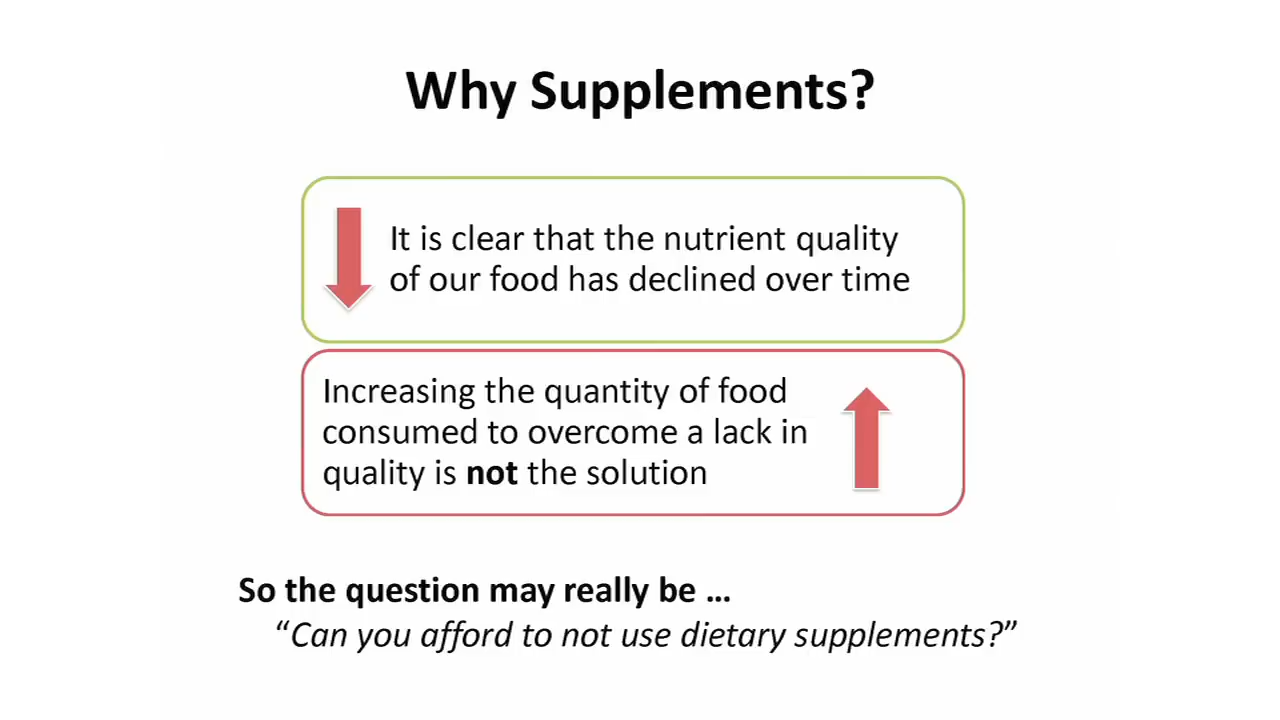 Why Supplements?
It is clear that the nutrient quality
of our food has declined over time
Increasing the quantity of food
consumed to overcome a lack in
quality is not the solution
So the question may really be …
“Can you afford to not use dietary supplements?”